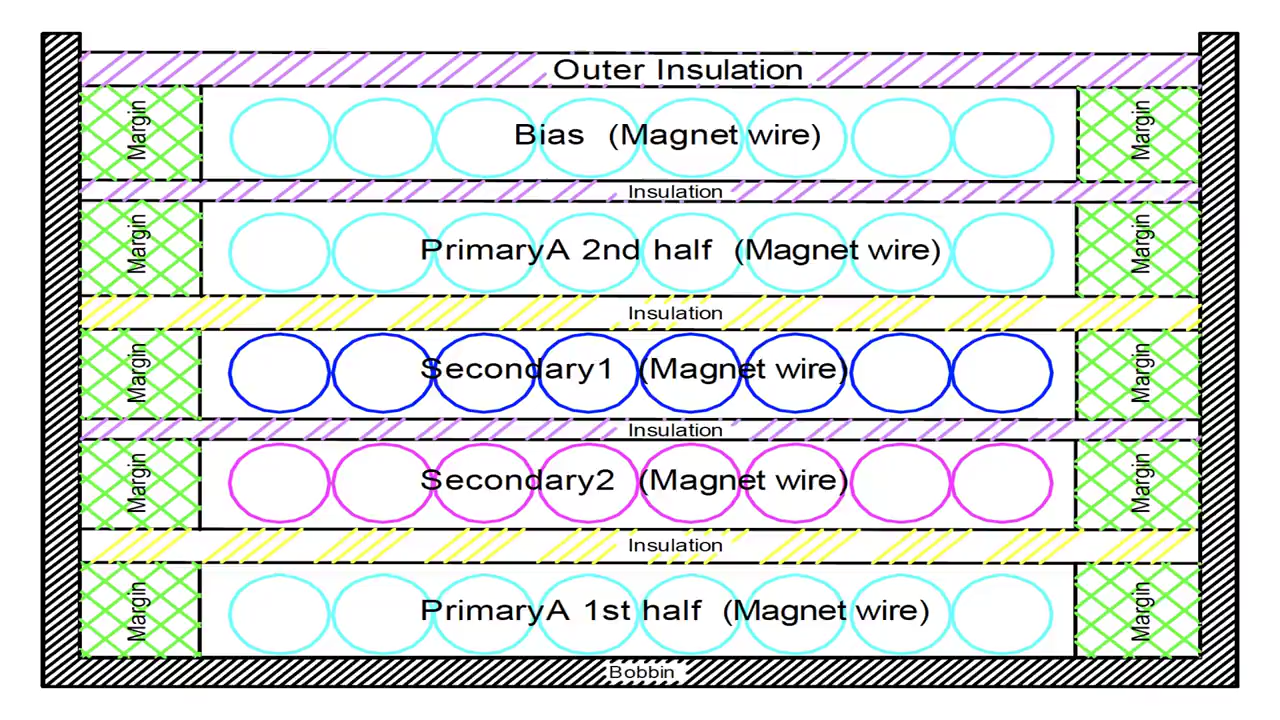 Outer Insulation
Margin
Bias (Magnet wire)
Margin
Insulation
Margin
PrimaryA 2nd half (Magnet wire)
Margin
Insulation
Margin
Secondary1 (Magnet wire)
Margin
Insulation
Margin
Secondary2 (Magnet wire)
Margin
Insulation
Margin
PrimaryA 1st half (Magnet wire)
Margin
Bobbin